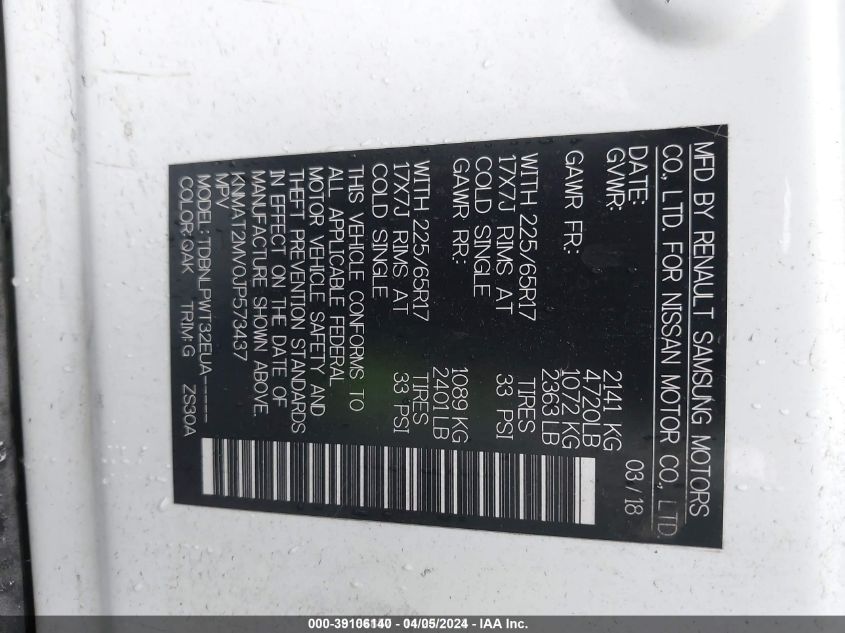 MFD BY RENAULT SAMSUNG MOTORS
CO., LTD. FOR NISSAN MOTOR CO., LTD.
DATE: 03/18
GVWR: 2141 KG
4720LB
GAWR FR: 1072 KG
2363 LB
WITH 225/65R17 TIRES
17X7J RIMS AT 33 PSI
COLD SINGLE
GAWR RR: 1089 KG
2401LB
WITH 225/65R17 TIRES
17X7J RIMS AT 33 PSI
COLD SINGLE
THIS VEHICLE CONFORMS TO
ALL APPLICABLE FEDERAL
MOTOR VEHICLE SAFETY AND
THEFT PREVENTION STANDARDS
IN EFFECT ON THE DATE OF
MANUFACTURE SHOWN ABOVE.
KNMAT2MV0JP573437
MPV
MODEL: TDBNLPWT32EUA-----
COLOR: QAK TRIM: G ZS30A
000-39106140 - 04/05/2024 - IAA Inc.